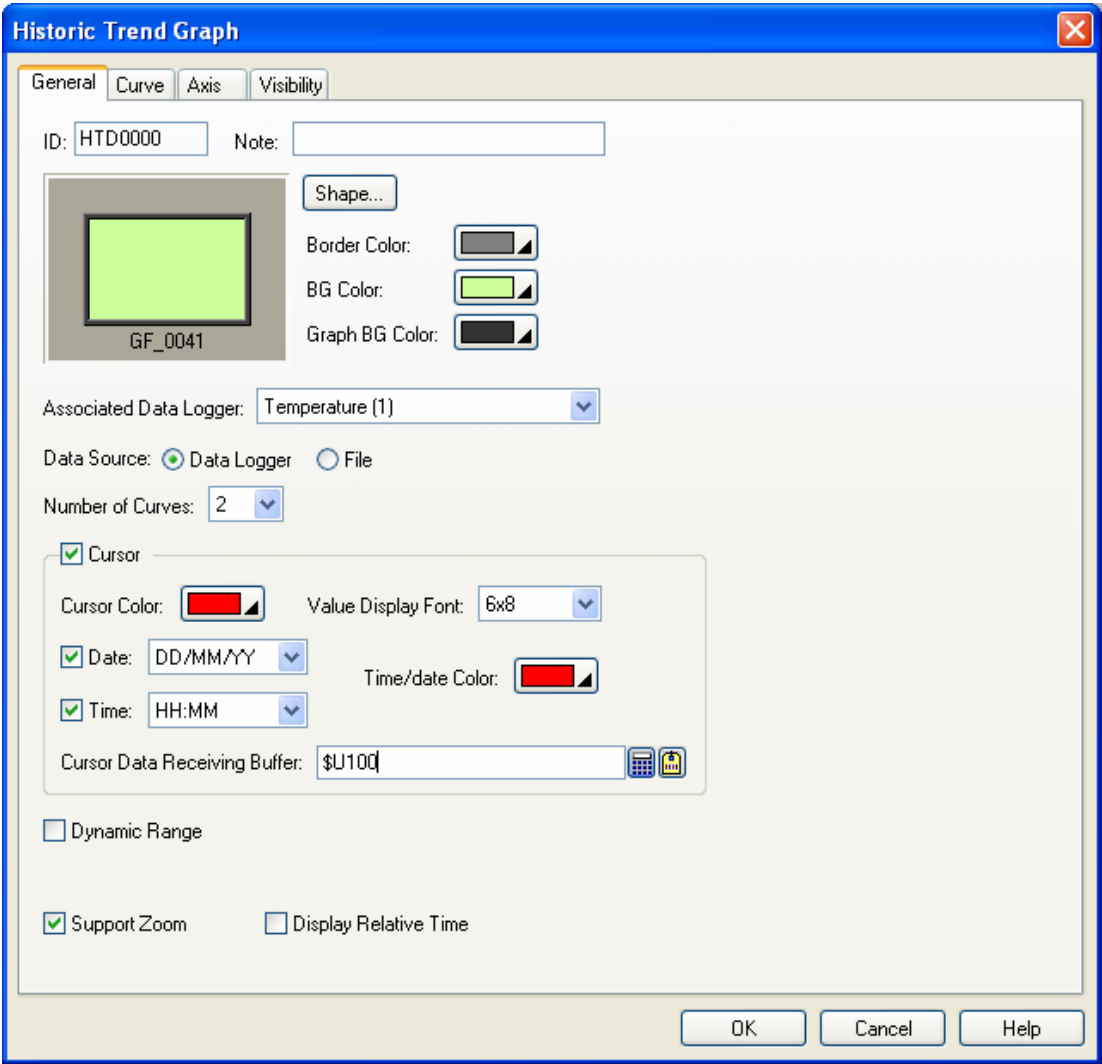 Historic Trend Graph
General Curve Axis Visibility
ID: HTD0000 Note:
Shape...
Border Color:
BG Color:
Graph BG Color:
GF_0041
Associated Data Logger: Temperature (1)
Data Source: Data Logger File
Number of Curves: 2
Cursor
Cursor Color: Value Display Font: 6x8
Date: DD/MM/YY
Time/date Color:
Time: HH:MM
Cursor Data Receiving Buffer: $U100
Dynamic Range
Support Zoom Display Relative Time
OK Cancel Help